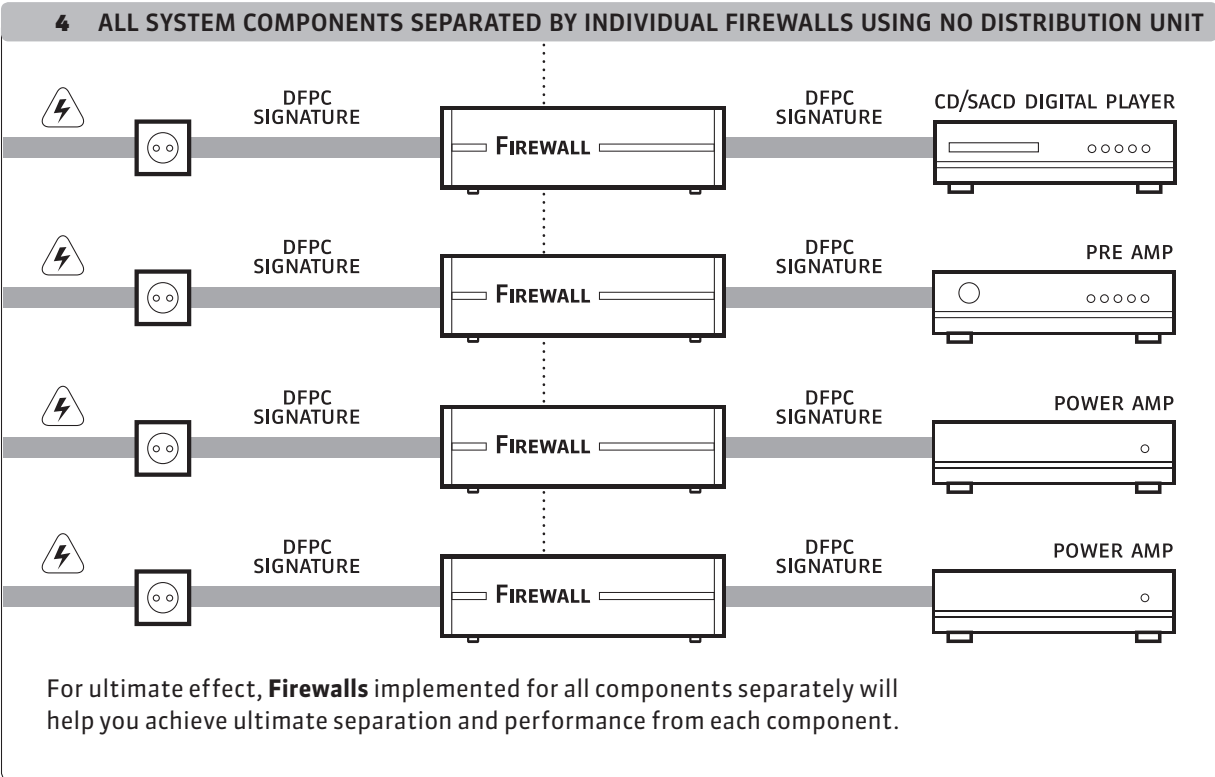 4 ALL SYSTEM COMPONENTS SEPARATED BY INDIVIDUAL FIREWALLS USING NO DISTRIBUTION UNIT
DFPC
SIGNATURE
FIREWALL
DFPC
SIGNATURE
CD/SACD DIGITAL PLAYER
DFPC
SIGNATURE
FIREWALL
DFPC
SIGNATURE
PRE AMP
DFPC
SIGNATURE
FIREWALL
DFPC
SIGNATURE
POWER AMP
DFPC
SIGNATURE
FIREWALL
DFPC
SIGNATURE
POWER AMP
For ultimate effect, Firewalls implemented for all components separately will
help you achieve ultimate separation and performance from each component.